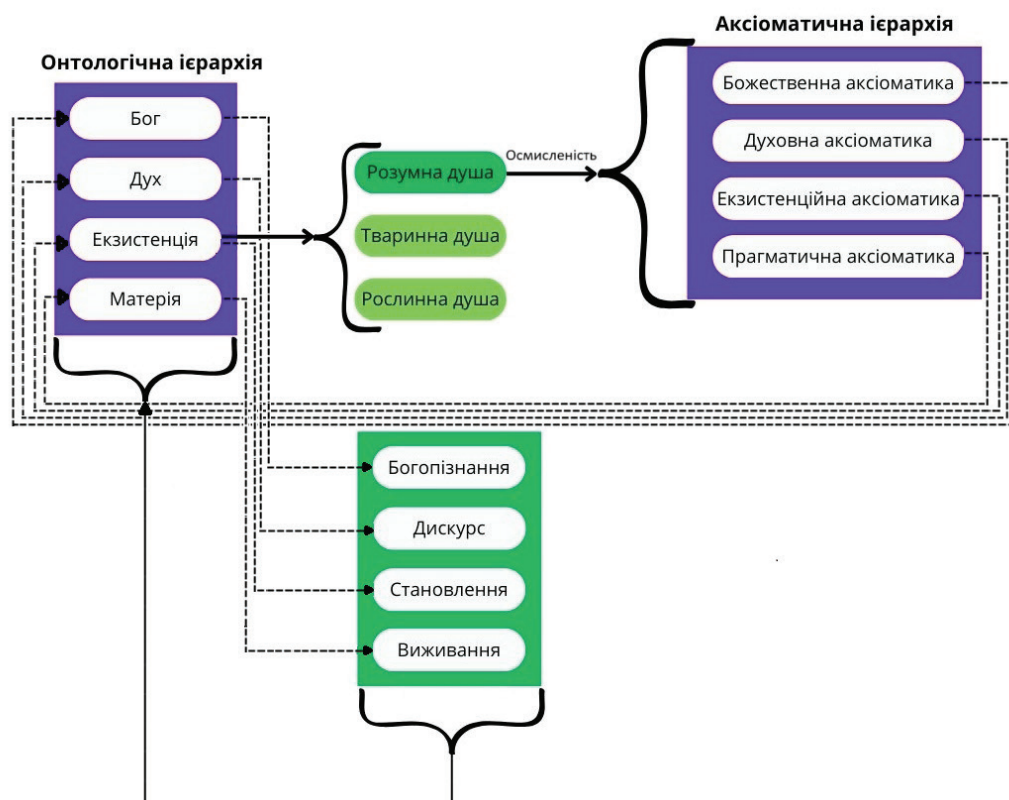 Аксіоматична ієрархія
Онтологічна ієрархія
Бог
Дух
Екзистенція
Матерія
Розумна душа
Тваринна душа
Рослинна душа
Осмисленість
Божественна аксіоматика
Духовна аксіоматика
Екзистенційна аксіоматика
Прагматична аксіоматика
Богопізнання
Дискурс
Становлення
Виживання